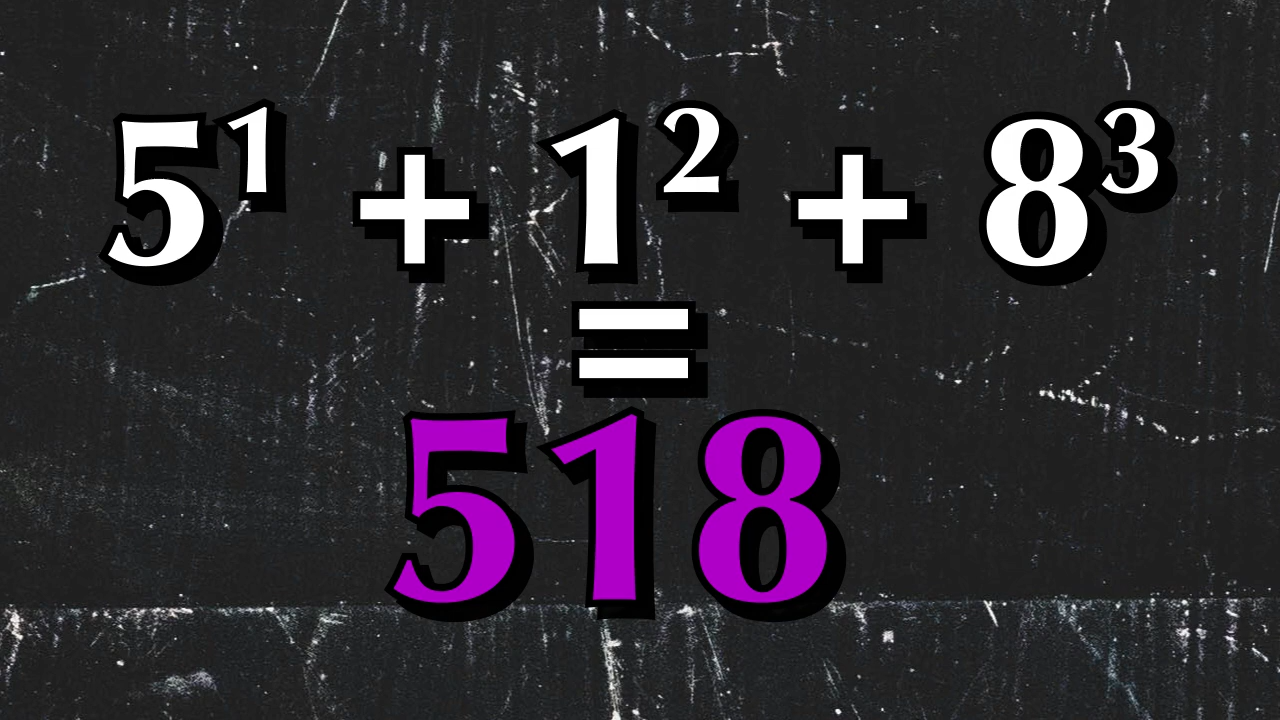 5¹ + 1² + 8³
=
518